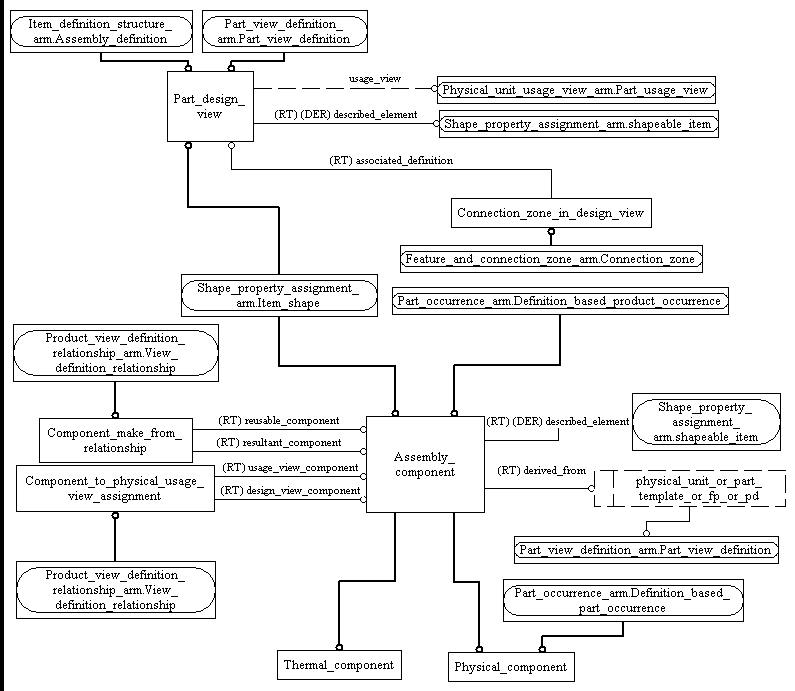 Item_definition_structure_
arm.Assembly_definition
Part_view_definition_
arm.Part_view_definition
Part_design_
view
usage_view
Physical_unit_usage_view_arm.Part_usage_view
(RT) (DER) described_element
Shape_property_assignment_arm.shapeable_item
(RT) associated_definition
Connection_zone_in_design_view
Feature_and_connection_zone_arm.Connection_zone
Shape_property_assignment_
arm.Item_shape
Part_occurrence_arm.Definition_based_product_occurrence
Product_view_definition_
relationship_arm.View_
definition_relationship
Component_make_from_
relationship
(RT) reusable_component
(RT) resultant_component
Component_to_physical_usage_
view_assignment
(RT) usage_view_component
(RT) design_view_component
Assembly_
component
(RT) (DER) described_element
Shape_property_
assignment_
arm.shapeable_item
(RT) derived_from
physical_unit_or_part_
template_or_fp_or_pd
Part_view_definition_arm.Part_view_definition
Product_view_definition_
relationship_arm.View_
definition_relationship
Part_occurrence_arm.Definition_based_
part_occurrence
Thermal_component
Physical_component